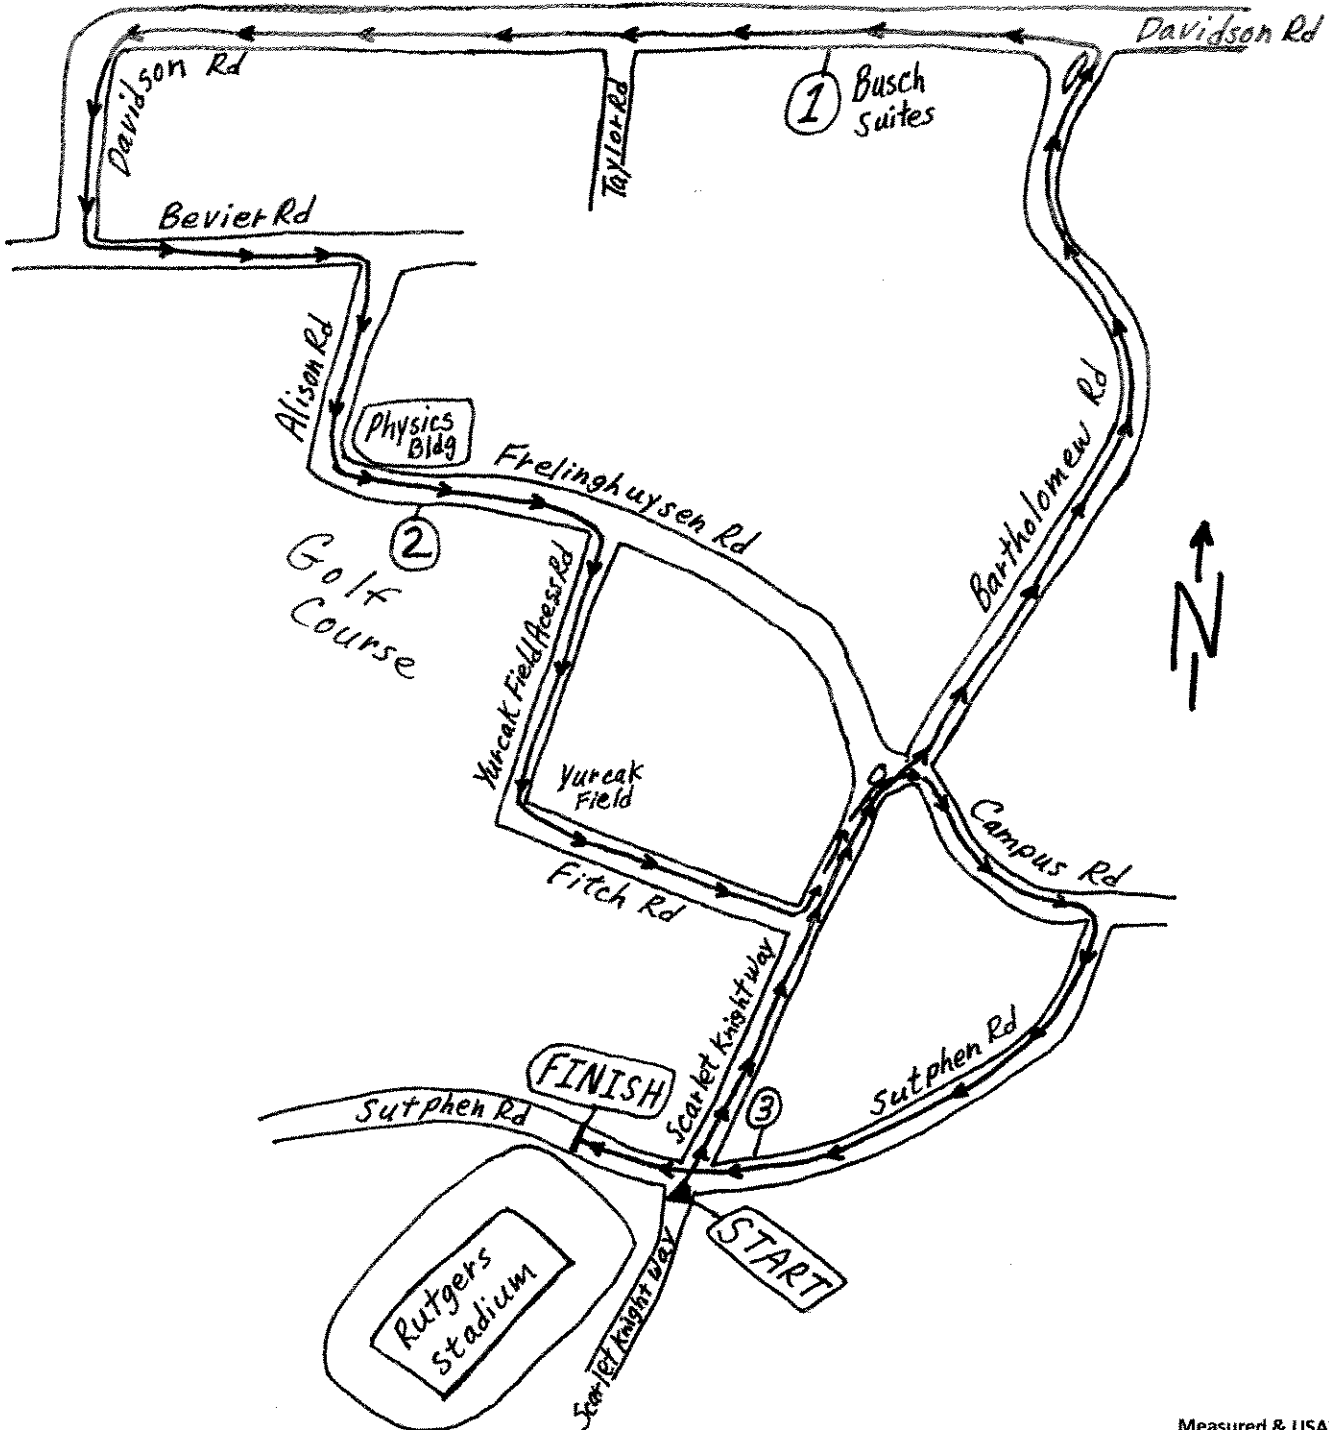 Davidson Rd
Davidson Rd
1
Busch
Suites
Taylor Rd
Bevier Rd
Alison Rd
Physics
Bldg
Frelinghuysen Rd
2
Golf
Course
Bartholomew Rd
N
Yurcak Field Acess Rd
Yurcak
Field
Campus Rd
Fitch Rd
Scarlet Knight Way
Sutphen Rd
FINISH
3
Sutphen Rd
START
Rutgers
Stadium
Scarlet Knight Way
Measured & USA